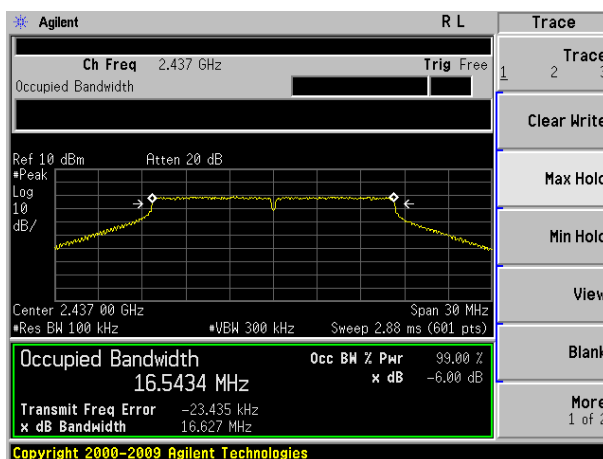 Agilent R L Trace
Ch Freq 2.437 GHz Trig Free
Occupied Bandwidth
Trace
1 2 3
Clear Write
Max Hold
Min Hold
View
Blank
More
1 of 2
Ref 10 dBm Atten 20 dB
#Peak
Log
10
dB/
Center 2.437 00 GHz Span 30 MHz
#Res BW 100 kHz #VBW 300 kHz Sweep 2.88 ms (601 pts)
Occupied Bandwidth Occ BW % Pwr 99.00 %
16.5434 MHz x dB -6.00 dB
Transmit Freq Error -23.435 kHz
x dB Bandwidth 16.627 MHz
Copyright 2000-2009 Agilent Technologies